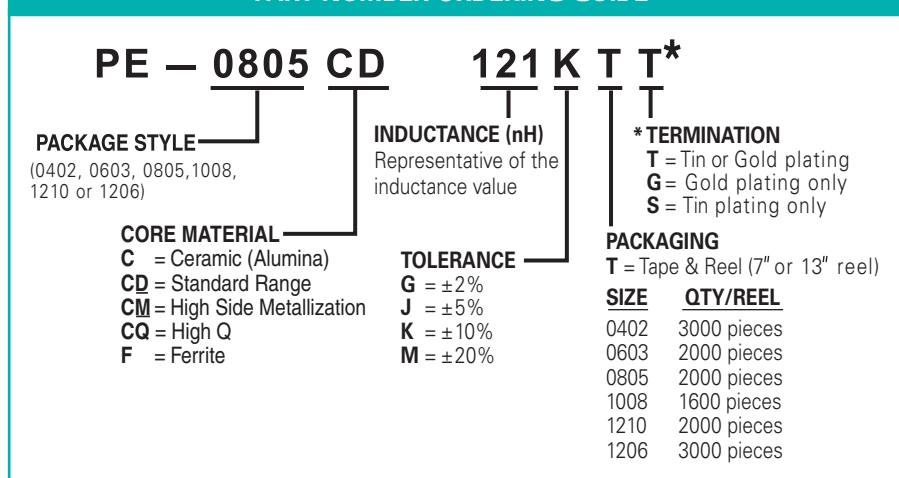 PE – 0805 CD 121 K T T*
PACKAGE STYLE
(0402, 0603, 0805,1008,
1210 or 1206)
CORE MATERIAL
C = Ceramic (Alumina)
CD = Standard Range
CM = High Side Metallization
CQ = High Q
F = Ferrite
INDUCTANCE (nH)
Representative of the
inductance value
TOLERANCE
G = ±2%
J = ±5%
K = ±10%
M = ±20%
* TERMINATION
T = Tin or Gold plating
G = Gold plating only
S = Tin plating only
PACKAGING
T = Tape & Reel (7" or 13" reel)
SIZE QTY/REEL
0402 3000 pieces
0603 2000 pieces
0805 2000 pieces
1008 1600 pieces
1210 2000 pieces
1206 3000 pieces